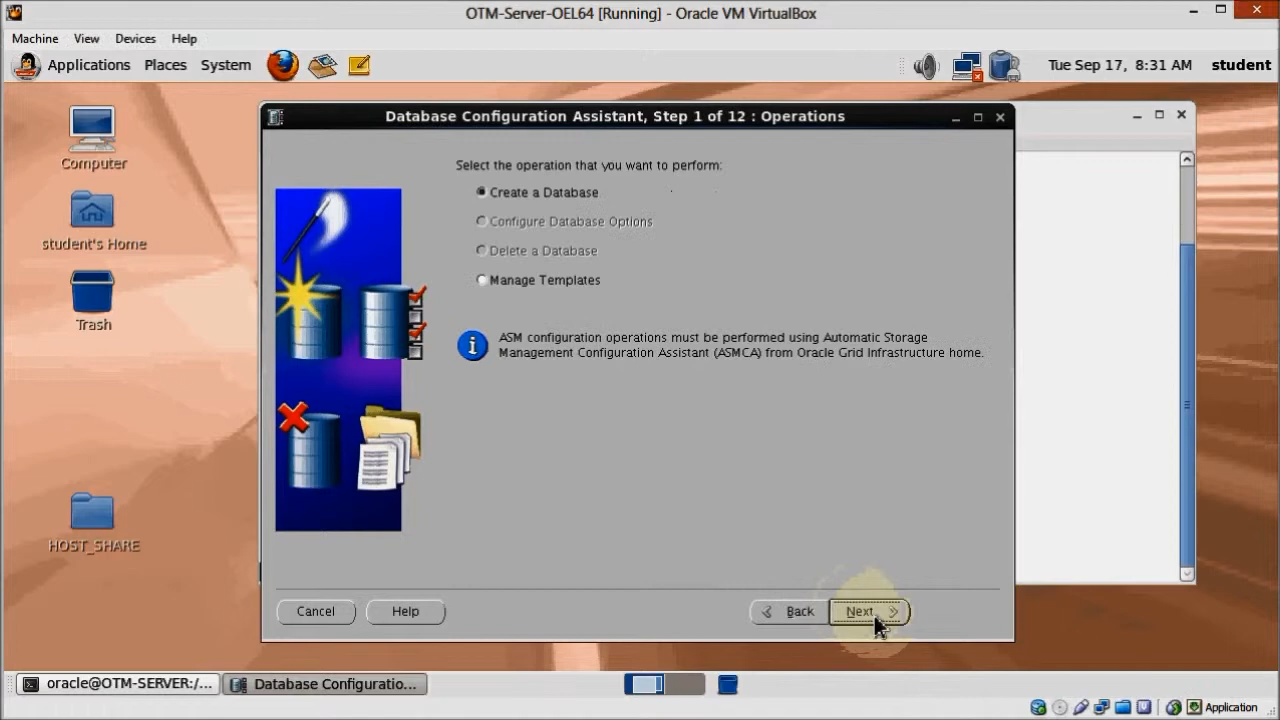 OTM-Server-OEL64 [Running] - Oracle VM VirtualBox
Machine View Devices Help
Applications Places System Tue Sep 17, 8:31 AM student
Database Configuration Assistant, Step 1 of 12 : Operations
Computer
student's Home
Trash
HOST_SHARE
Select the operation that you want to perform:
Create a Database
Configure Database Options
Delete a Database
Manage Templates
ASM configuration operations must be performed using Automatic Storage
Management Configuration Assistant (ASMCA) from Oracle Grid Infrastructure home.
Cancel Help Back Next
oracle@OTM-SERVER:/... Database Configuratio...
Application